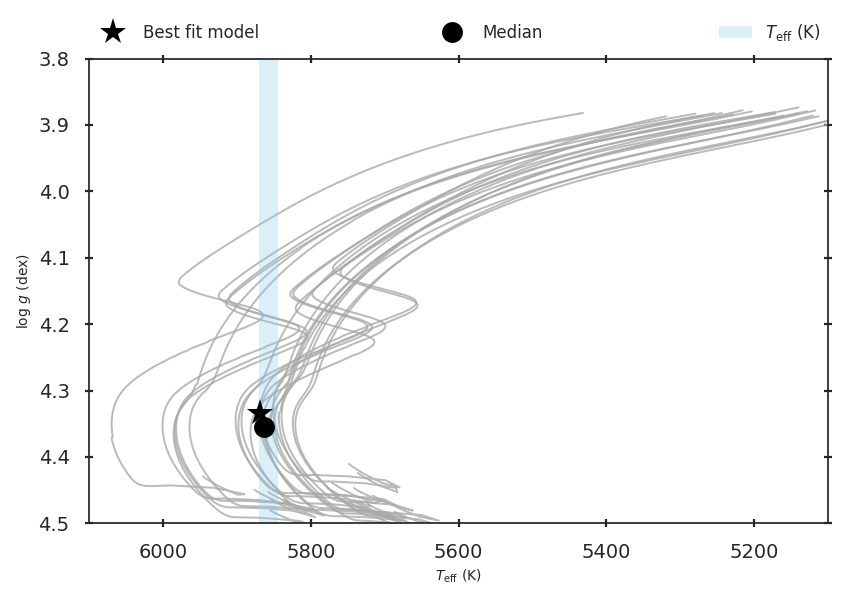 Best fit model
Median
T_eff (K)
3.8
3.9
4.0
4.1
4.2
4.3
4.4
4.5
log g (dex)
6000
5800
5600
5400
5200
T_eff (K)